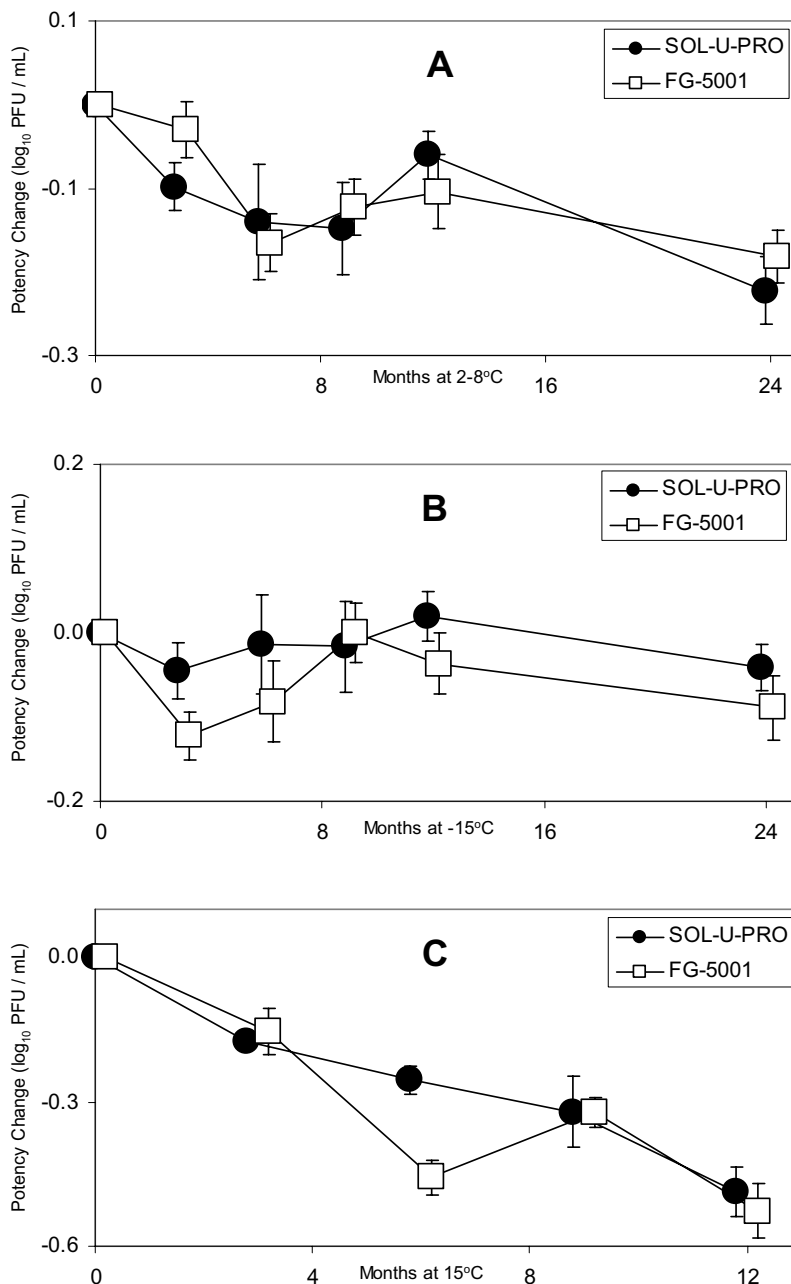 0.1
SOL-U-PRO
A
FG-5001
-0.1
Potency Change (log₁₀ PFU / mL)
-0.3
0 8 Months at 2-8°C 16 24
0.2
SOL-U-PRO
B
FG-5001
0.0
Potency Change (log₁₀ PFU / mL)
-0.2
0 8 Months at -15°C 16 24
SOL-U-PRO
0.0
C
FG-5001
Potency Change (log₁₀ PFU / mL)
-0.3
-0.6
0 4 Months at 15°C 8 12